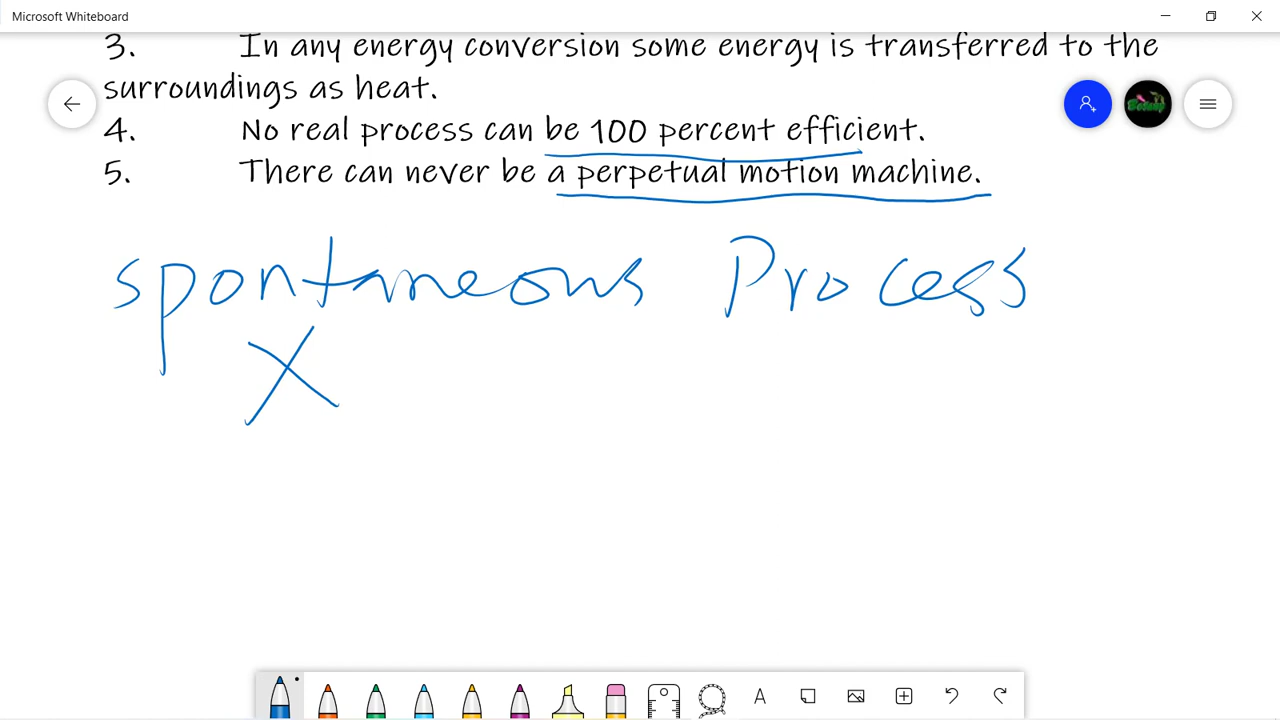 Microsoft Whiteboard
3. In any energy conversion some energy is transferred to the
surroundings as heat.
4. No real process can be 100 percent efficient.
5. There can never be a perpetual motion machine.
spontaneous Process
X
A